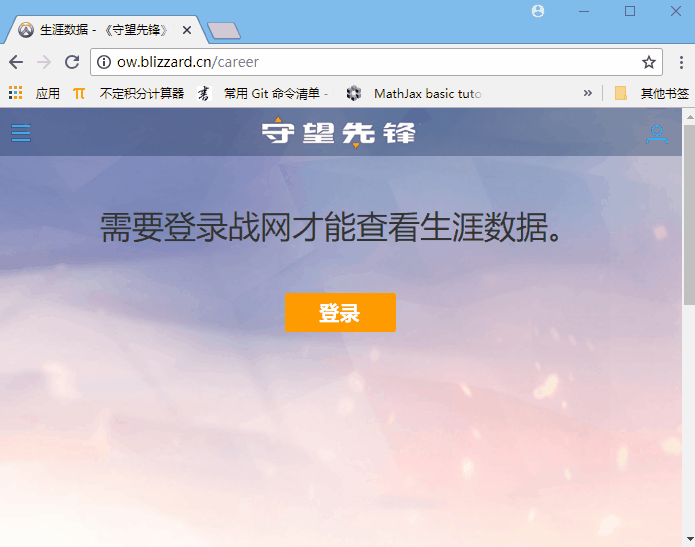 生涯数据 - 《守望先锋》
ow.blizzard.cn/career
应用 不定积分计算器 常用 Git 命令清单 - MathJax basic tuto » 其他书签
守望先锋
需要登录战网才能查看生涯数据。
登录